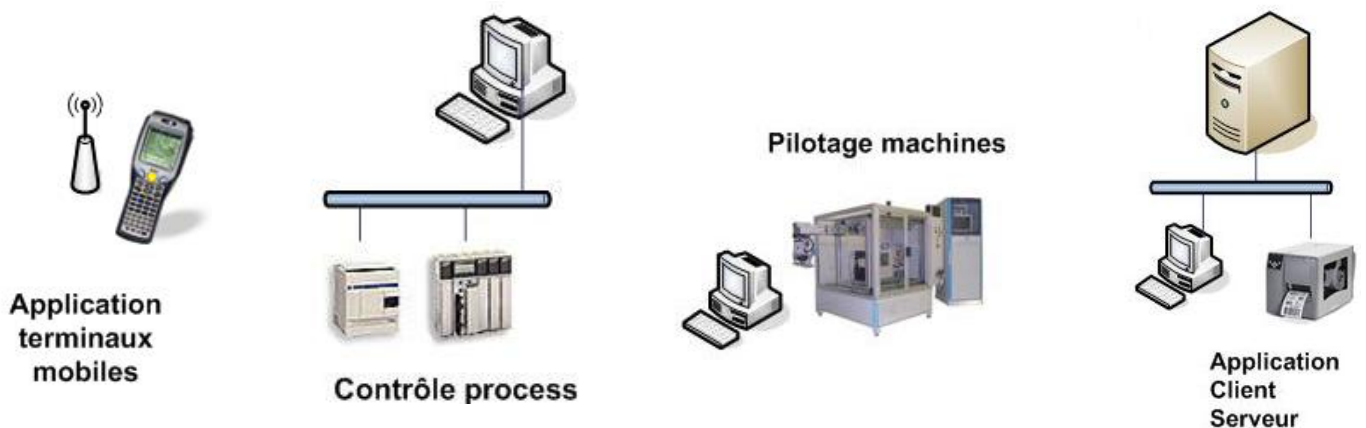 Application
terminaux
mobiles
Contrôle process
Pilotage machines
Application
Client
Serveur